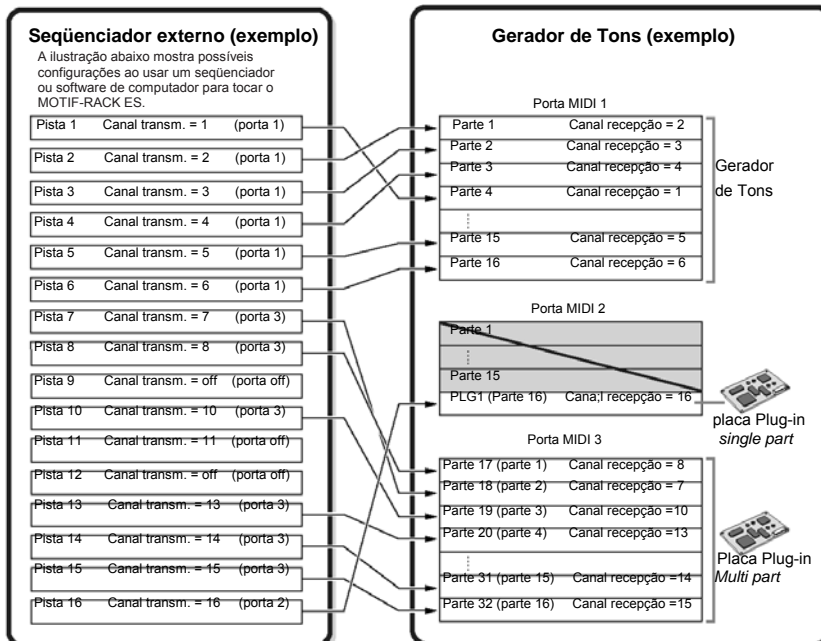 Seqüenciador externo (exemplo)
A ilustração abaixo mostra possíveis
configurações ao usar um seqüenciador
ou software de computador para tocar o
MOTIF-RACK ES.
Pista 1 Canal transm. = 1 (porta 1)
Pista 2 Canal transm. = 2 (porta 1)
Pista 3 Canal transm. = 3 (porta 1)
Pista 4 Canal transm. = 4 (porta 1)
Pista 5 Canal transm. = 5 (porta 1)
Pista 6 Canal transm. = 6 (porta 1)
Pista 7 Canal transm. = 7 (porta 3)
Pista 8 Canal transm. = 8 (porta 3)
Pista 9 Canal transm. = off (porta off)
Pista 10 Canal transm. = 10 (porta 3)
Pista 11 Canal transm. = 11 (porta off)
Pista 12 Canal transm. = off (porta off)
Pista 13 Canal transm. = 13 (porta 3)
Pista 14 Canal transm. = 14 (porta 3)
Pista 15 Canal transm. = 15 (porta 3)
Pista 16 Canal transm. = 16 (porta 2)
Gerador de Tons (exemplo)
Porta MIDI 1
Parte 1 Canal recepção = 2
Parte 2 Canal recepção = 3
Parte 3 Canal recepção = 4
Parte 4 Canal recepção = 1
Parte 15 Canal recepção = 5
Parte 16 Canal recepção = 6
Gerador
de Tons
Porta MIDI 2
Parte 1
Parte 15
PLG1 (Parte 16) Cana;l recepção = 16
placa Plug-in
single part
Porta MIDI 3
Parte 17 (parte 1) Canal recepção = 8
Parte 18 (parte 2) Canal recepção = 7
Parte 19 (parte 3) Canal recepção =10
Parte 20 (parte 4) Canal recepção =13
Parte 31 (parte 15) Canal recepção =14
Parte 32 (parte 16) Canal recepção =15
Placa Plug-in
Multi part